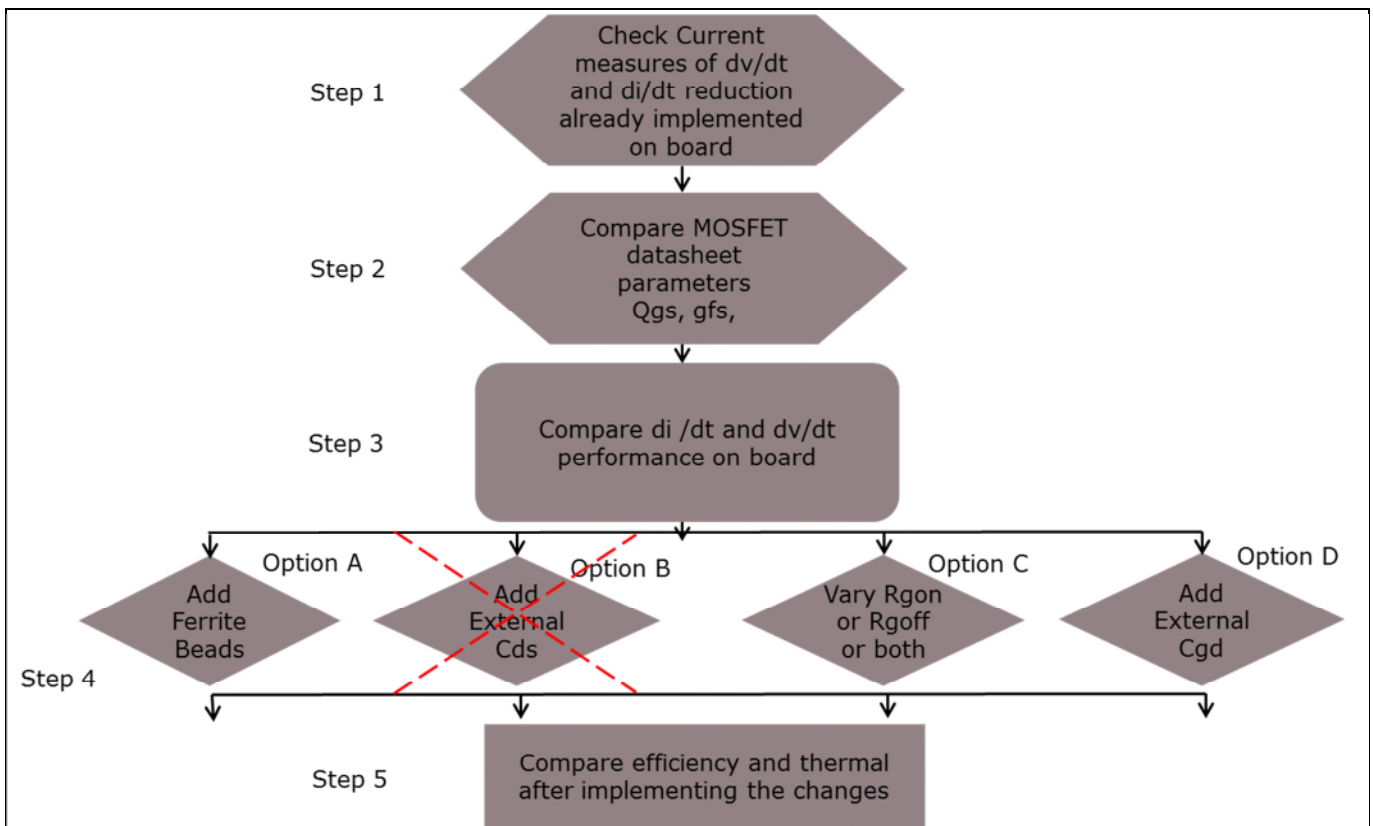 Step 1
Check Current
measures of dv/dt
and di/dt reduction
already implemented
on board
Step 2
Compare MOSFET
datasheet
parameters
Qgs, gfs,
Step 3
Compare di /dt and dv/dt
performance on board
Option A
Add
Ferrite
Beads
Option B
Add
External
Cds
Option C
Vary Rgon
or Rgoff
or both
Option D
Add
External
Cgd
Step 4
Step 5
Compare efficiency and thermal
after implementing the changes